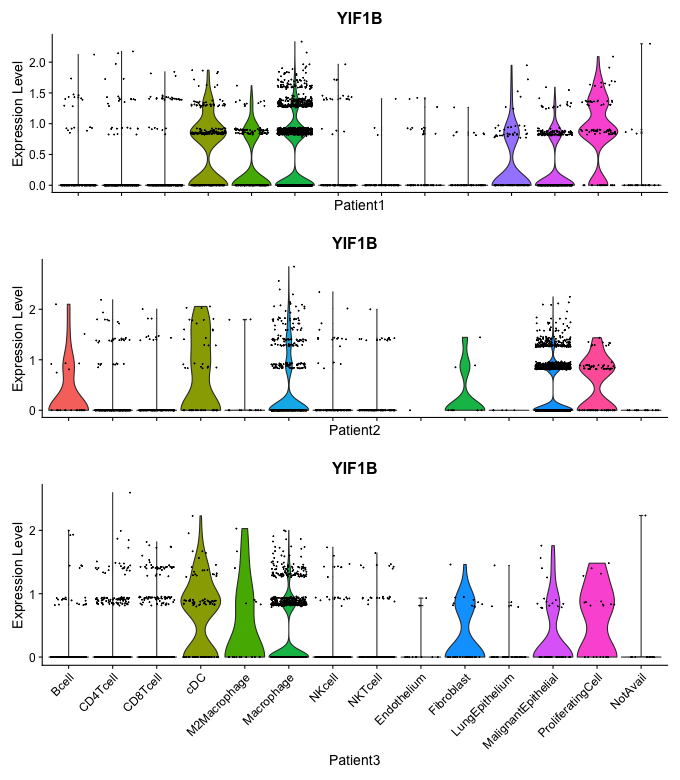 YIF1B
Expression Level
2.0
1.5
1.0
0.5
0.0
Patient1
YIF1B
Expression Level
2
1
0
Patient2
YIF1B
Expression Level
2
1
0
Bcell
CD4Tcell
CD8Tcell
cDC
M2Macrophage
Macrophage
NKcell
NKTcell
Endothelium
Fibroblast
LungEpithelium
MalignantEpithelial
ProliferatingCell
NotAvail
Patient3